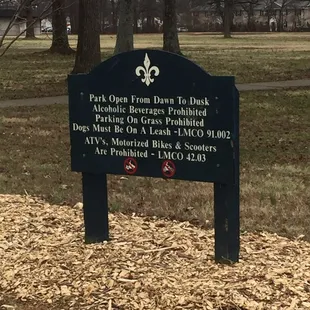 Park Open From Dawn To Dusk
Alcoholic Beverages Prohibited
Parking On Grass Prohibited
Dogs Must Be On A Leash -LMCO 91.002
ATV's, Motorized Bikes & Scooters
Are Prohibited - LMCO 42.03